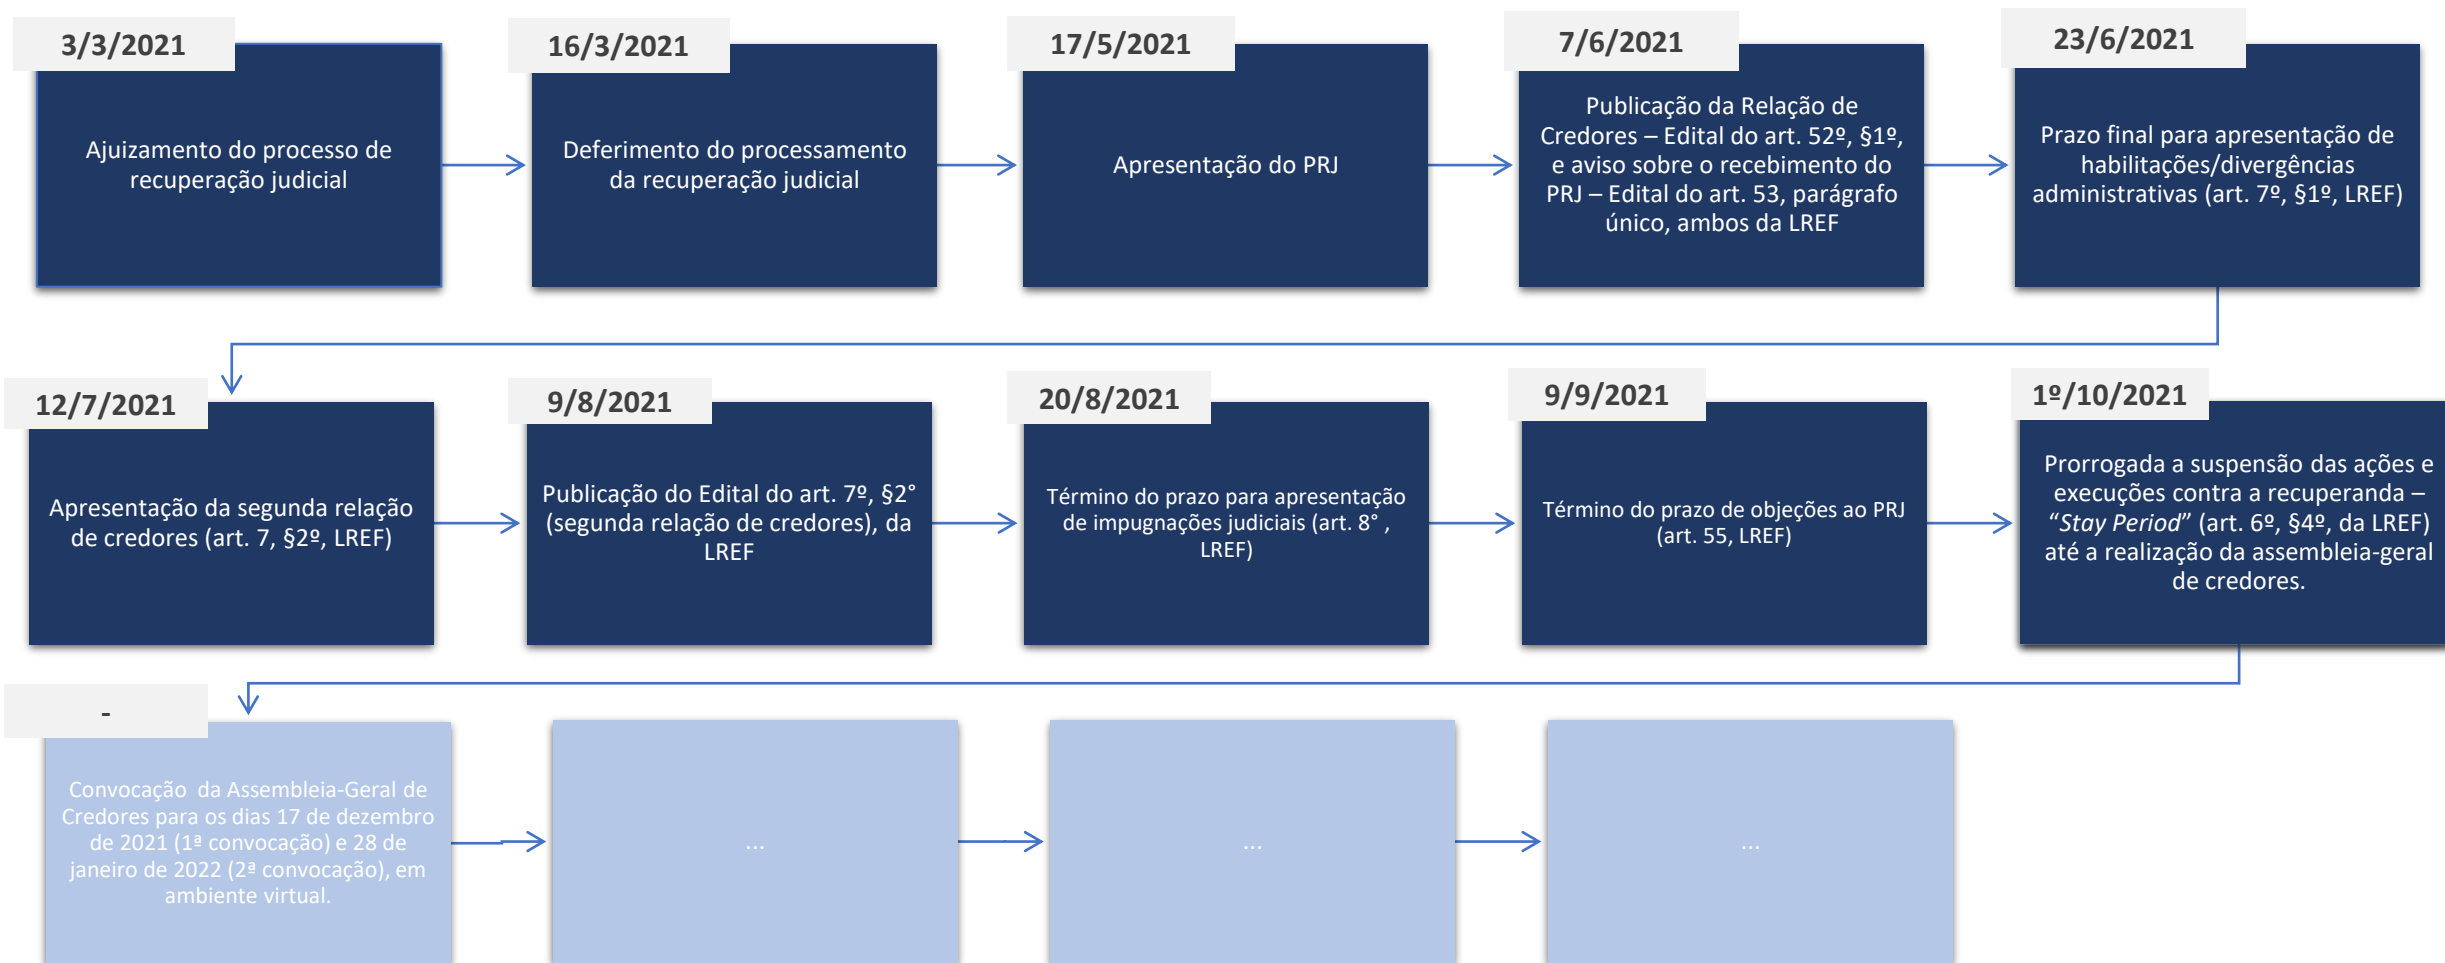 3/3/2021
Ajuizamento do processo de
recuperação judicial
16/3/2021
Deferimento do processamento
da recuperação judicial
17/5/2021
Apresentação do PRJ
7/6/2021
Publicação da Relação de
Credores – Edital do art. 52º, §1º,
e aviso sobre o recebimento do
PRJ – Edital do art. 53, parágrafo
único, ambos da LREF
23/6/2021
Prazo final para apresentação de
habilitações/divergências
administrativas (art. 7º, §1º, LREF)
12/7/2021
Apresentação da segunda relação
de credores (art. 7, §2º, LREF)
9/8/2021
Publicação do Edital do art. 7º, §2°
(segunda relação de credores), da
LREF
20/8/2021
Término do prazo para apresentação
de impugnações judiciais (art. 8° ,
LREF)
9/9/2021
Término do prazo de objeções ao PRJ
(art. 55, LREF)
1º/10/2021
Prorrogada a suspensão das ações e
execuções contra a recuperanda –
“Stay Period” (art. 6º, §4º, da LREF)
até a realização da assembleia-geral
de credores.
-
Convocação  da Assembleia-Geral de
Credores para os dias 17 de dezembro
de 2021 (1ª convocação) e 28 de
janeiro de 2022 (2ª convocação), em
ambiente virtual.
...
...
...